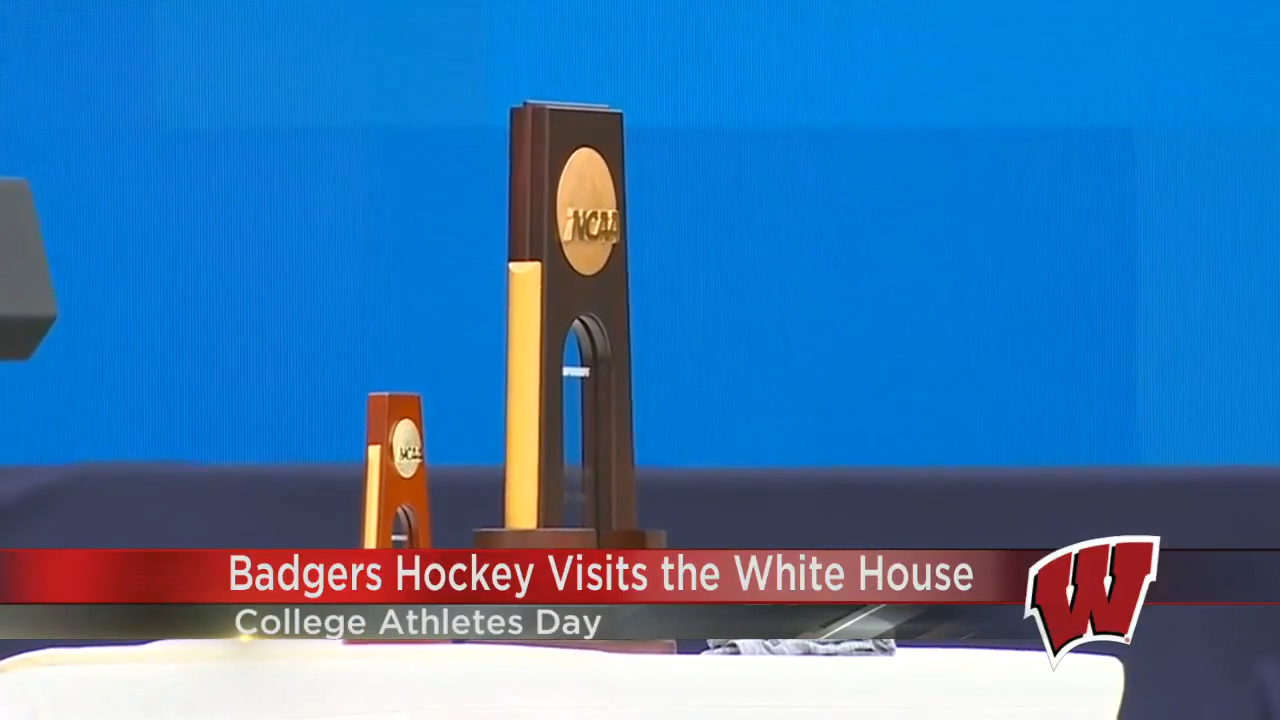 NCAA
NCAA
Badgers Hockey Visits the White House
College Athletes Day
W